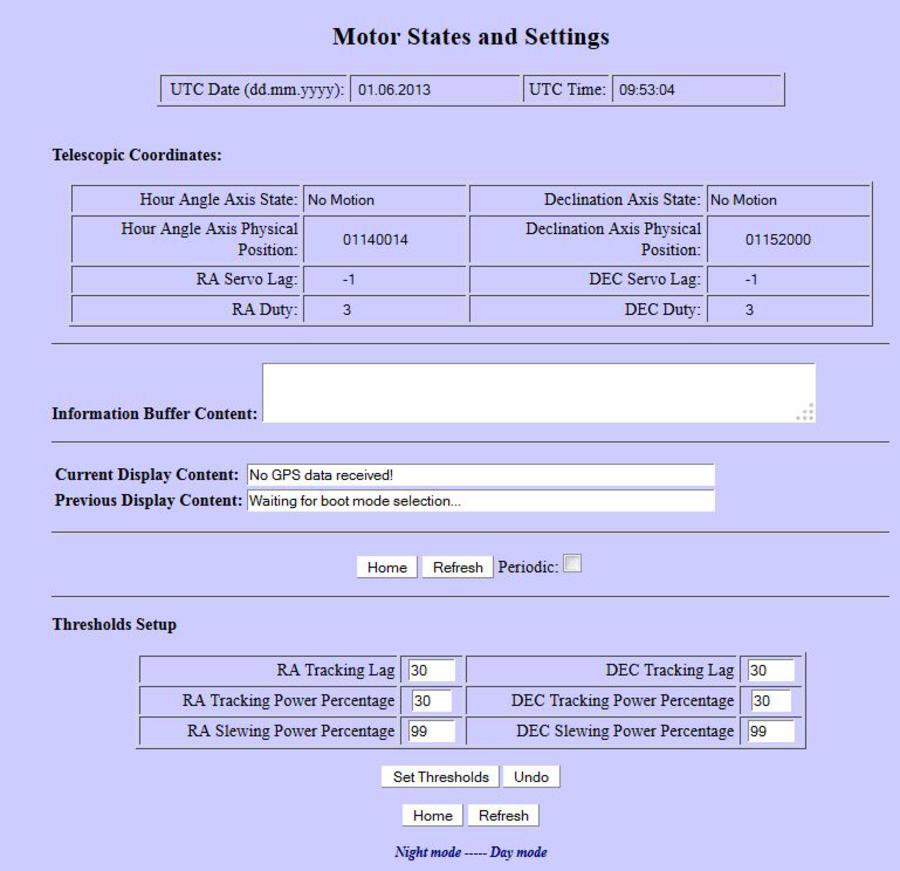 Motor States and Settings
UTC Date (dd.mm.yyyy): 01.06.2013 UTC Time: 09:53:04
Telescopic Coordinates:
Hour Angle Axis State: No Motion Declination Axis State: No Motion
Hour Angle Axis Physical Position: 01140014 Declination Axis Physical Position: 01152000
RA Servo Lag: -1 DEC Servo Lag: -1
RA Duty: 3 DEC Duty: 3
Information Buffer Content:
Current Display Content: No GPS data received!
Previous Display Content: Waiting for boot mode selection...
Home Refresh Periodic:
Thresholds Setup
RA Tracking Lag 30 DEC Tracking Lag 30
RA Tracking Power Percentage 30 DEC Tracking Power Percentage 30
RA Slewing Power Percentage 99 DEC Slewing Power Percentage 99
Set Thresholds Undo
Home Refresh
Night mode ----- Day mode